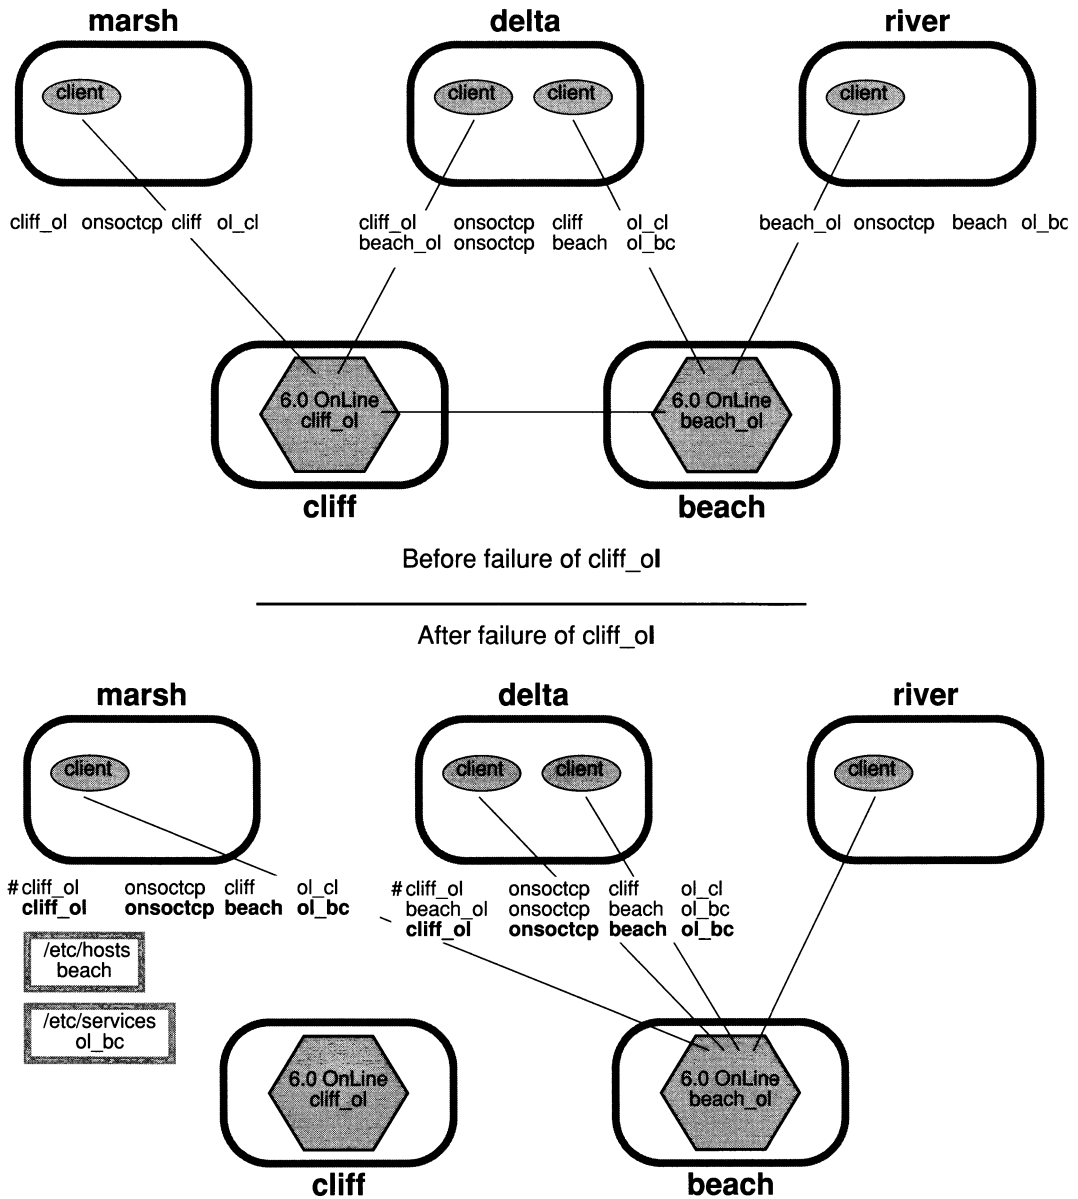 marsh delta river
client client client client
cliff_ol onsoctcp cliff ol_cl cliff_ol onsoctcp cliff ol_cl beach_ol onsoctcp beach ol_bc
beach_ol onsoctcp beach ol_bc
6.0 OnLine 6.0 OnLine
cliff_ol beach_ol
cliff beach
Before failure of cliff_ol
After failure of cliff_ol
marsh delta river
client client client client
#cliff_ol onsoctcp cliff ol_cl #cliff_ol onsoctcp cliff ol_cl
cliff_ol onsoctcp beach ol_bc beach_ol onsoctcp beach ol_bc
cliff_ol onsoctcp beach ol_bc
/etc/hosts
beach
/etc/services
ol_bc
6.0 OnLine 6.0 OnLine
cliff_ol beach_ol
cliff beach